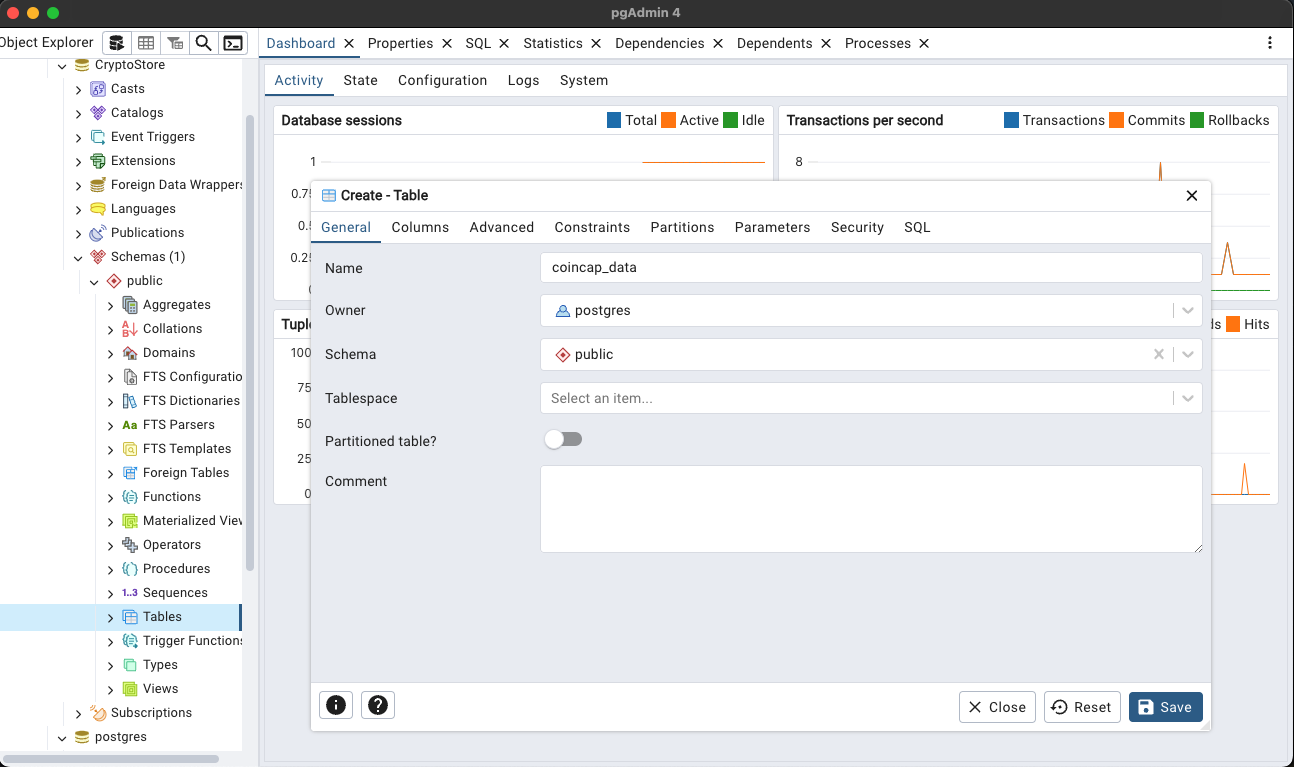 pgAdmin 4
Object Explorer
Dashboard Properties SQL Statistics Dependencies Dependents Processes
Activity State Configuration Logs System
CryptoStore
Casts
Catalogs
Event Triggers
Extensions
Foreign Data Wrappers
Languages
Publications
Schemas (1)
public
Aggregates
Collations
Domains
FTS Configuratio
FTS Dictionaries
Aa FTS Parsers
FTS Templates
Foreign Tables
Functions
Materialized View
Operators
Procedures
1..3 Sequences
Tables
Trigger Functions
Types
Views
Subscriptions
postgres
Database sessions Total Active Idle
1
0.75
0.5
0.25
0
Transactions per second Transactions Commits Rollbacks
8
Tuple
100
75
50
25
0
ds Hits
Create - Table
General Columns Advanced Constraints Partitions Parameters Security SQL
Name coincap_data
Owner postgres
Schema public
Tablespace Select an item...
Partitioned table?
Comment
Close Reset Save